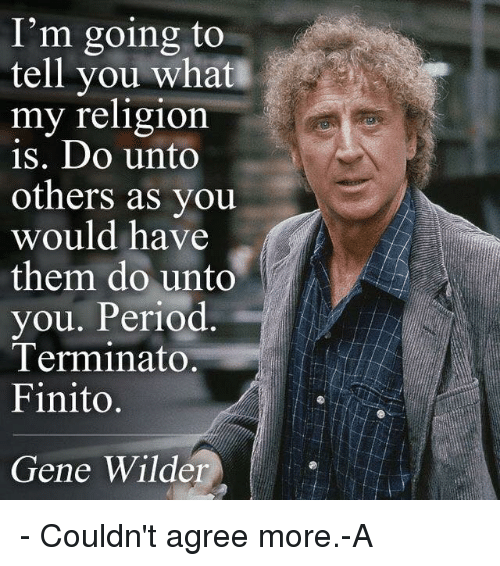 I'm going to
tell you what
my religion
is. Do unto
others as you
would have
them do unto
you. Period.
Terminato.
Finito.
Gene Wilder
- Couldn't agree more.-A